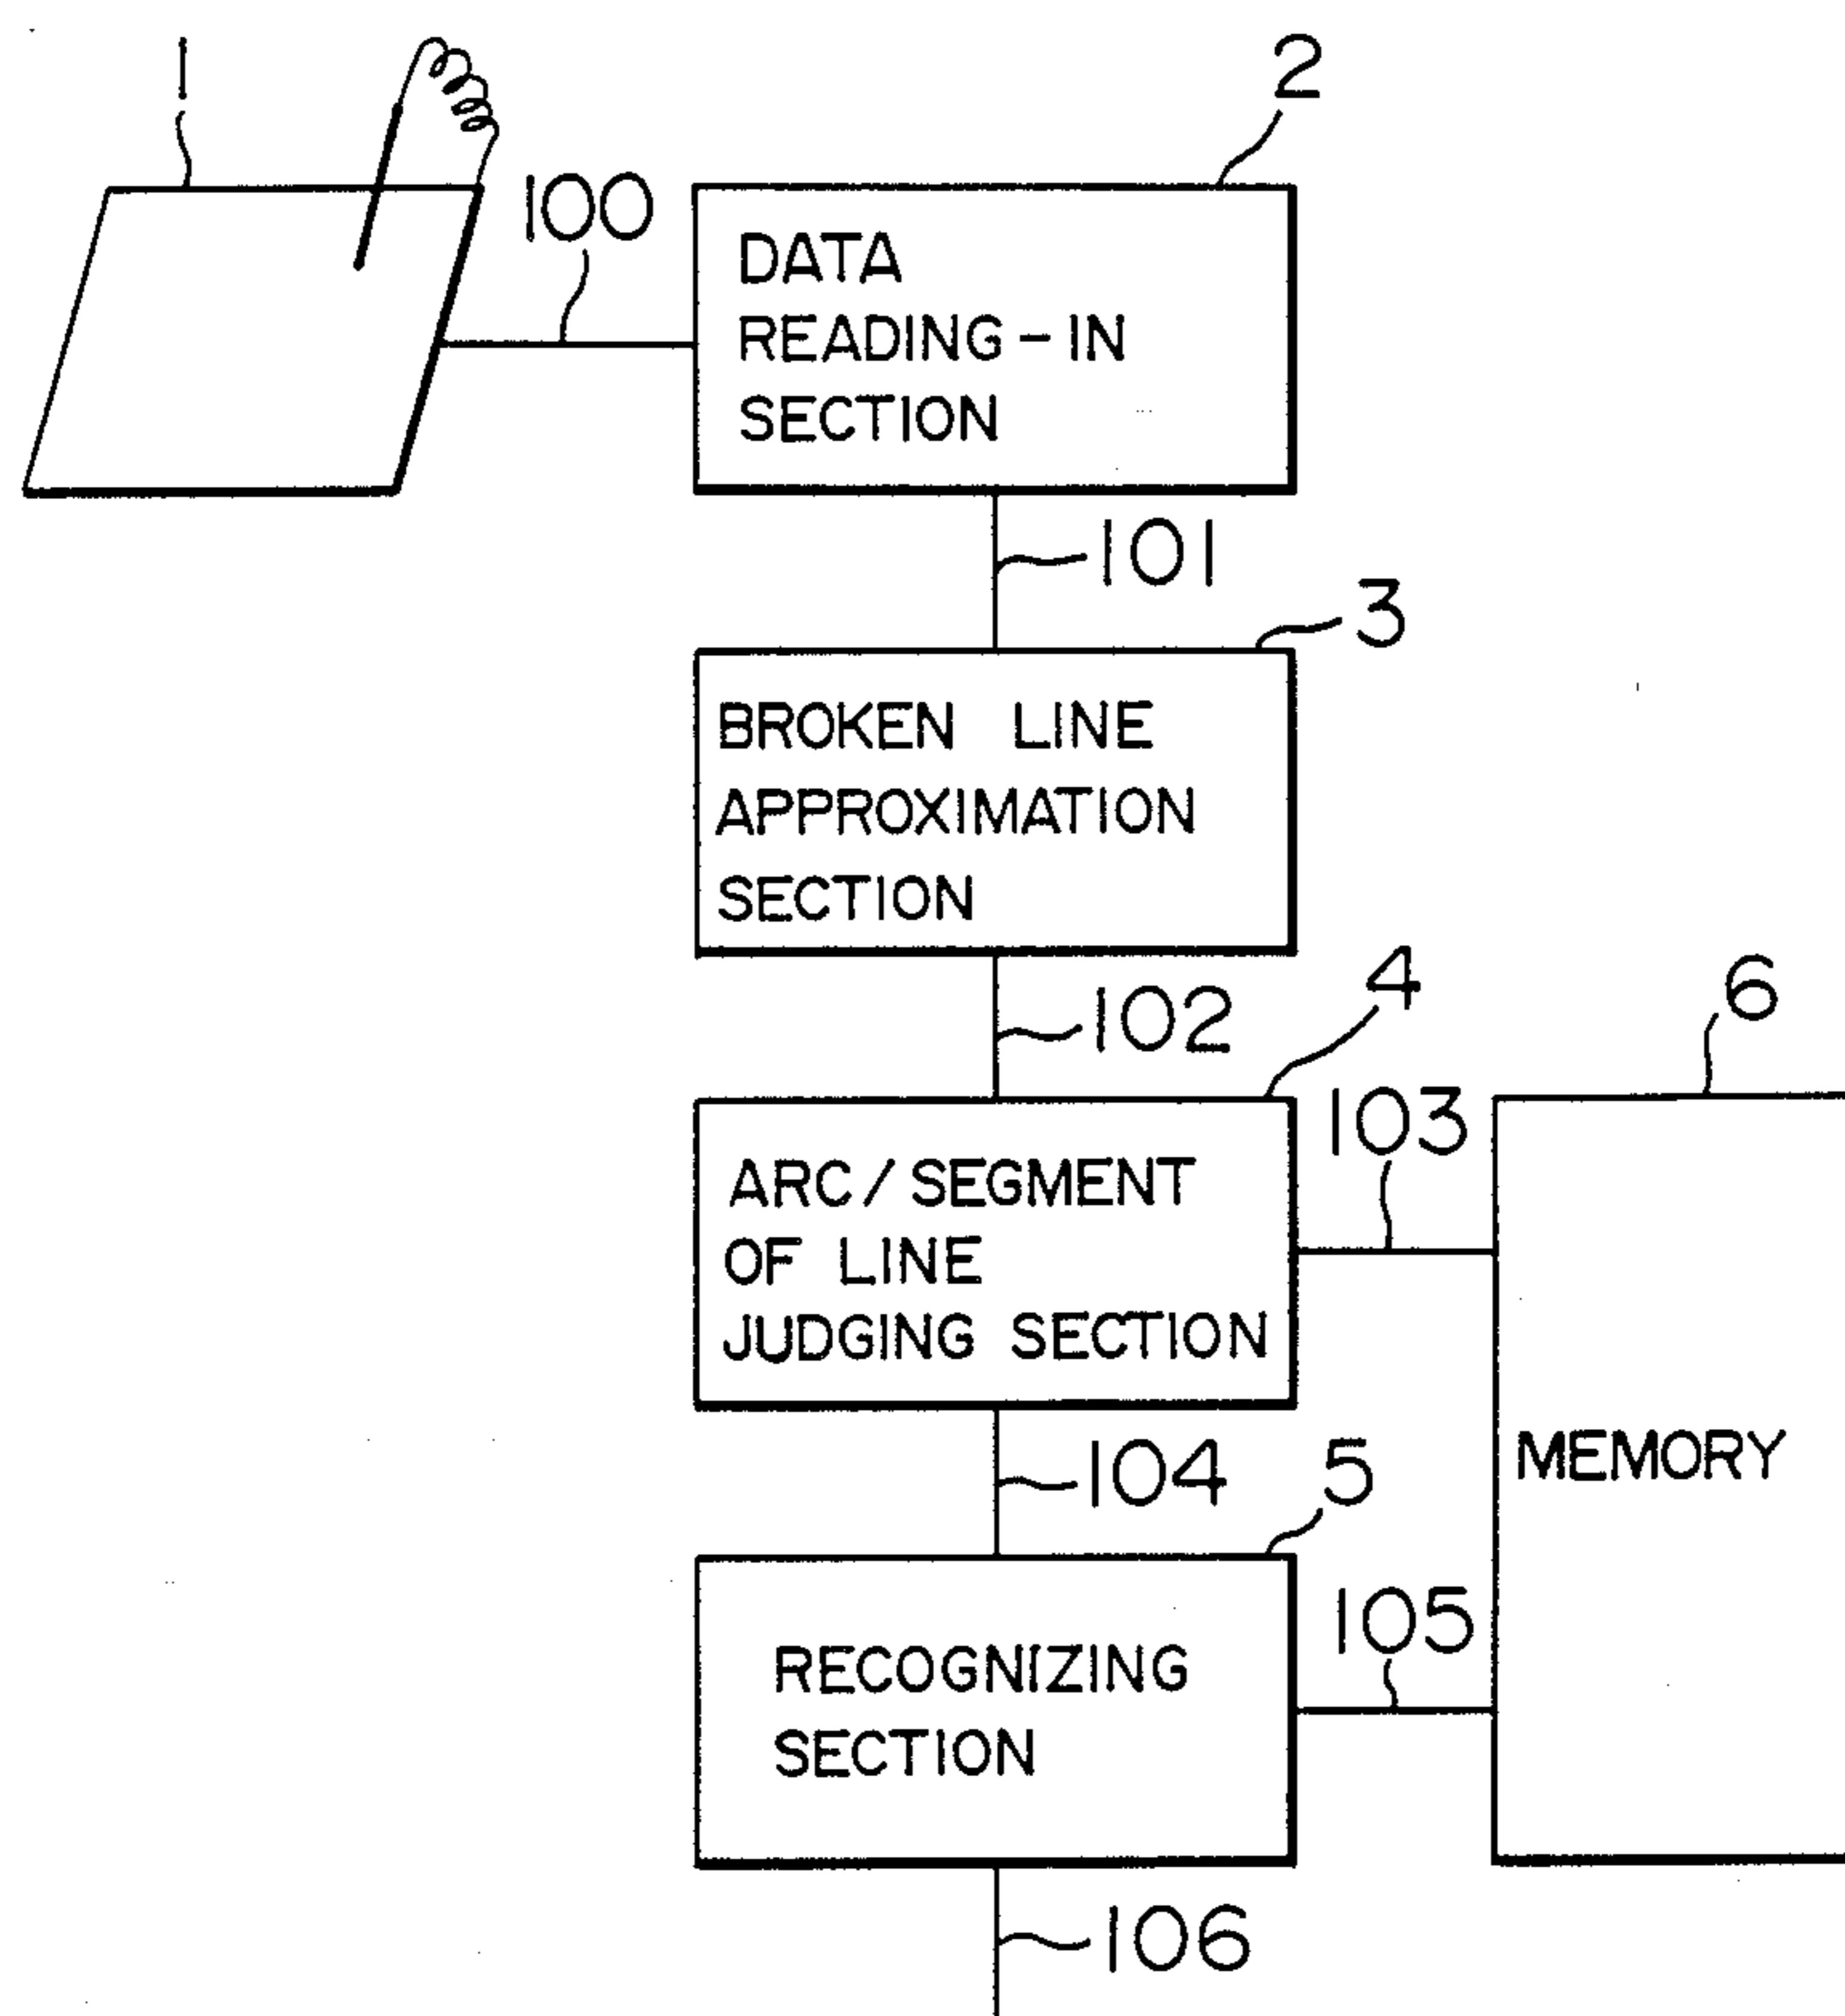 1
2
100
DATA
READING-IN
SECTION
101
3
BROKEN LINE
APPROXIMATION
SECTION
102
4
6
103
ARC/SEGMENT
OF LINE
JUDGING SECTION
MEMORY
104
5
105
RECOGNIZING
SECTION
106